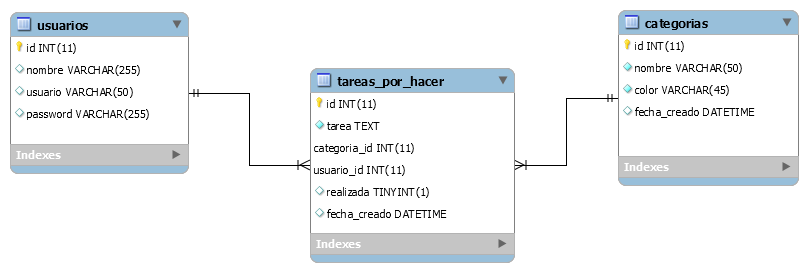 usuarios
id INT(11)
nombre VARCHAR(255)
usuario VARCHAR(50)
password VARCHAR(255)
Indexes
tareas_por_hacer
id INT(11)
tarea TEXT
categoria_id INT(11)
usuario_id INT(11)
realizada TINYINT(1)
fecha_creado DATETIME
Indexes
categorias
id INT(11)
nombre VARCHAR(50)
color VARCHAR(45)
fecha_creado DATETIME
Indexes